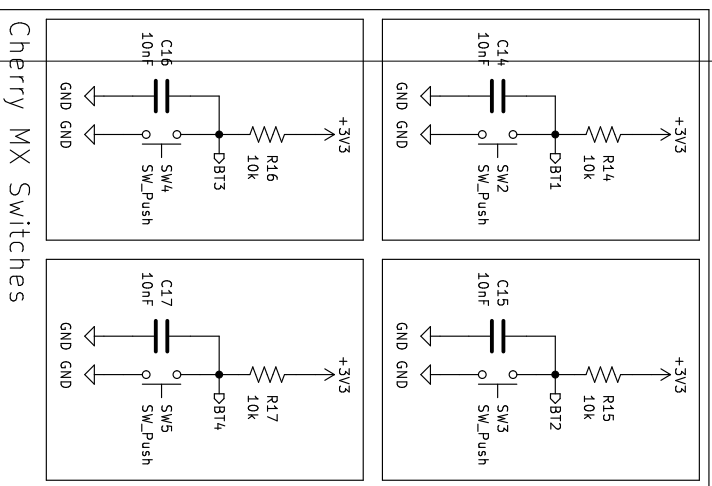 +3V3
R14
10k
C14
10nF
BT1
SW2
SW_Push
GND
GND
+3V3
R15
10k
C15
10nF
BT2
SW3
SW_Push
GND
GND
+3V3
R16
10k
C16
10nF
BT3
SW4
SW_Push
GND
GND
+3V3
R17
10k
C17
10nF
BT4
SW5
SW_Push
GND
GND
Cherry MX Switches